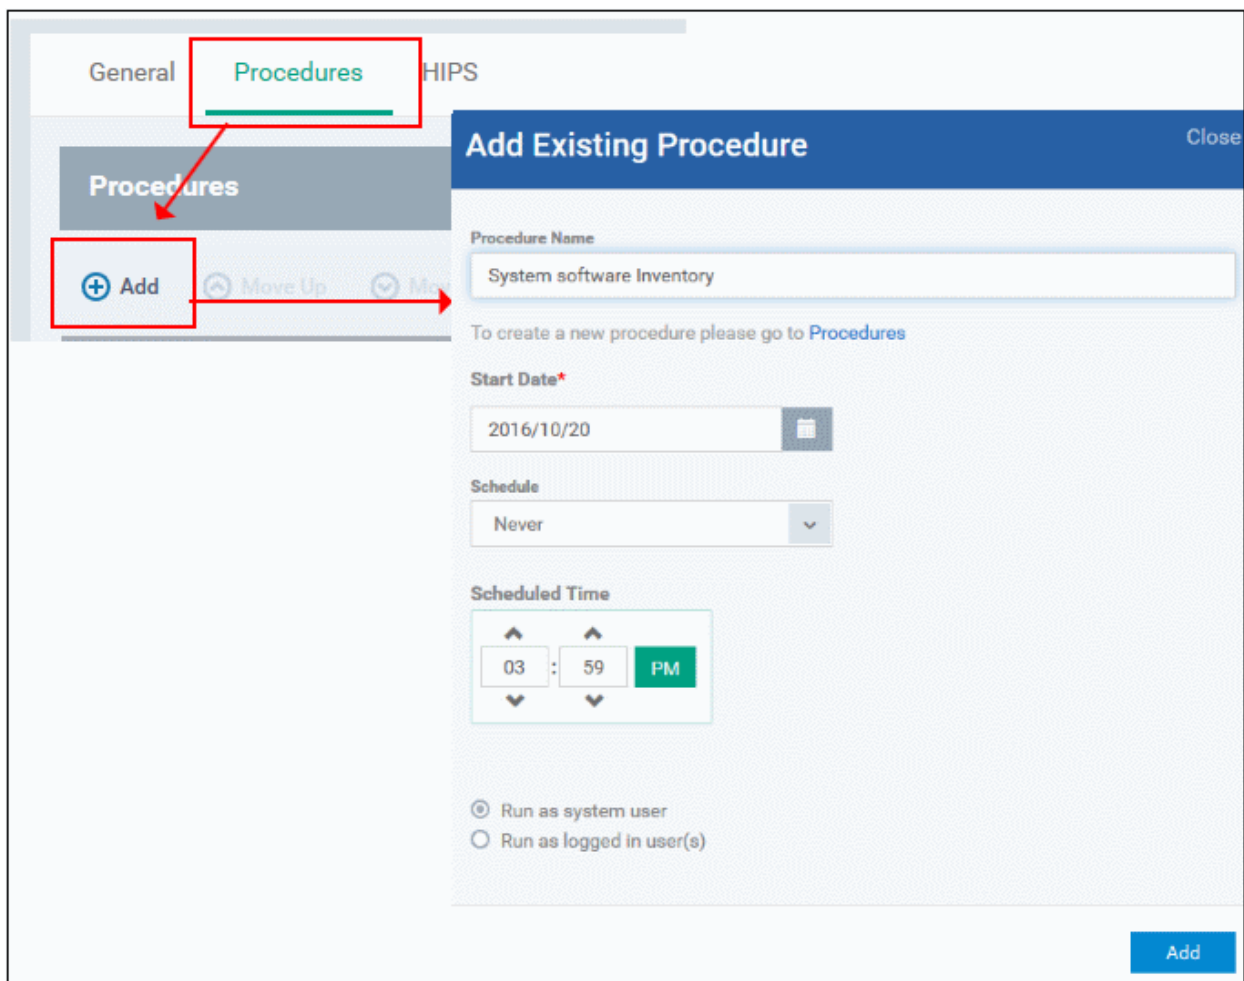 General Procedures HIPS
Procedures
Add Move Up
Add Existing Procedure Close
Procedure Name
System software Inventory
To create a new procedure please go to Procedures
Start Date*
2016/10/20
Schedule
Never
Scheduled Time
03 : 59 PM
Run as system user
Run as logged in user(s)
Add